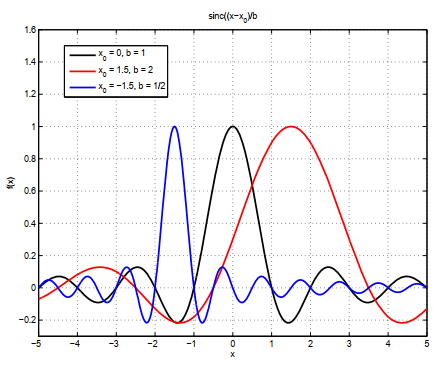 sinc((x−x₀)/b
x₀ = 0, b = 1
x₀ = 1.5, b = 2
x₀ = −1.5, b = 1/2
f(x)
1.6
1.4
1.2
1
0.8
0.6
0.4
0.2
0
−0.2
−5 −4 −3 −2 −1 0 1 2 3 4 5
x